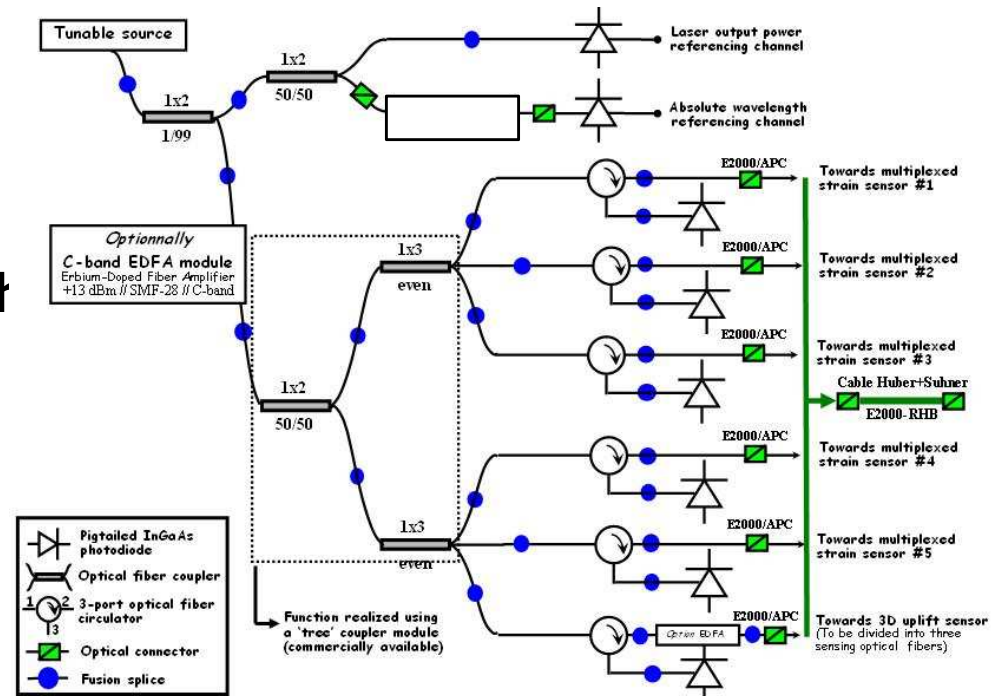 Tunable source
1x2
1/99
1x2
50/50
Laser output power
referencing channel
Absolute wavelength
referencing channel
Optionnally
C-band EDFA module
Erbium-Doped Fiber Amplifier
+13 dBm // SMF-28 // C-band
1x2
50/50
1x3
even
1x3
even
E2000/APC
Towards multiplexed
strain sensor #1
E2000/APC
Towards multiplexed
strain sensor #2
E2000/APC
Towards multiplexed
strain sensor #3
Cable Huber+Suhner
E2000-RHB
E2000/APC
Towards multiplexed
strain sensor #4
E2000/APC
Towards multiplexed
strain sensor #5
E2000/APC
Option EDFA
Towards 3D uplift sensor
(To be divided into three
sensing optical fibers)
Function realized using
a 'tree' coupler module
(commercially available)
Pigtailed InGaAs
photodiode
Optical fiber coupler
1 2
3
3-port optical fiber
circulator
Optical connector
Fusion splice